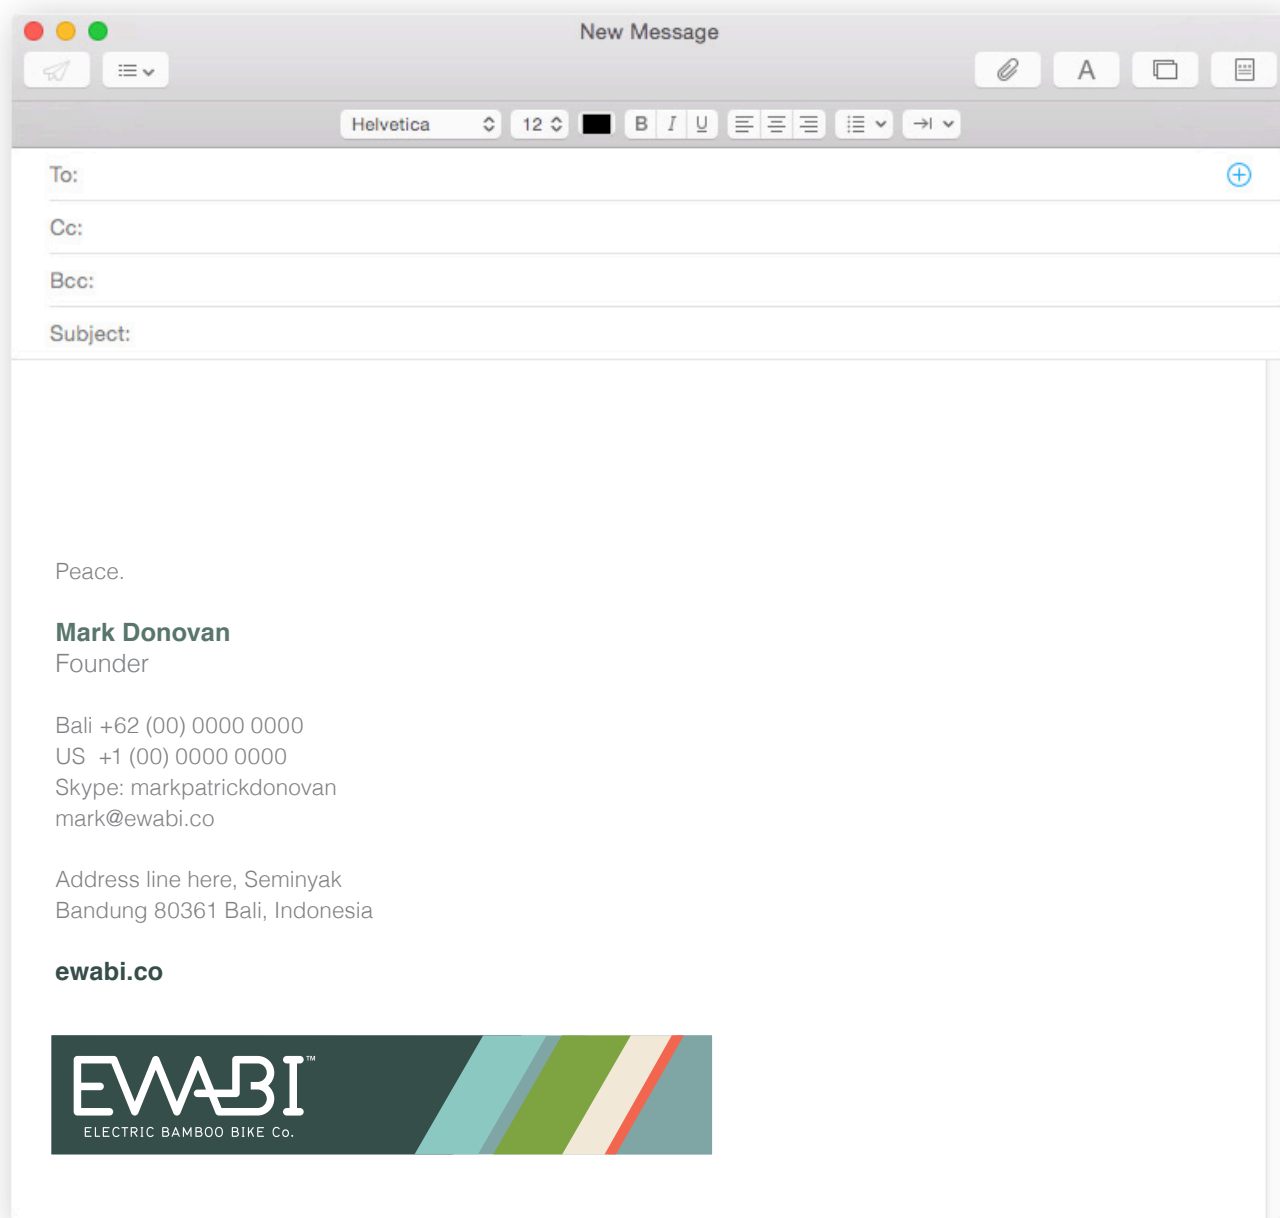 New Message
A
Helvetica 12 B I U
To:
Cc:
Bcc:
Subject:
Peace.
Mark Donovan
Founder
Bali +62 (00) 0000 0000
US +1 (00) 0000 0000
Skype: markpatrickdonovan
mark@ewabi.co
Address line here, Seminyak
Bandung 80361 Bali, Indonesia
ewabi.co
EWABI™
ELECTRIC BAMBOO BIKE Co.